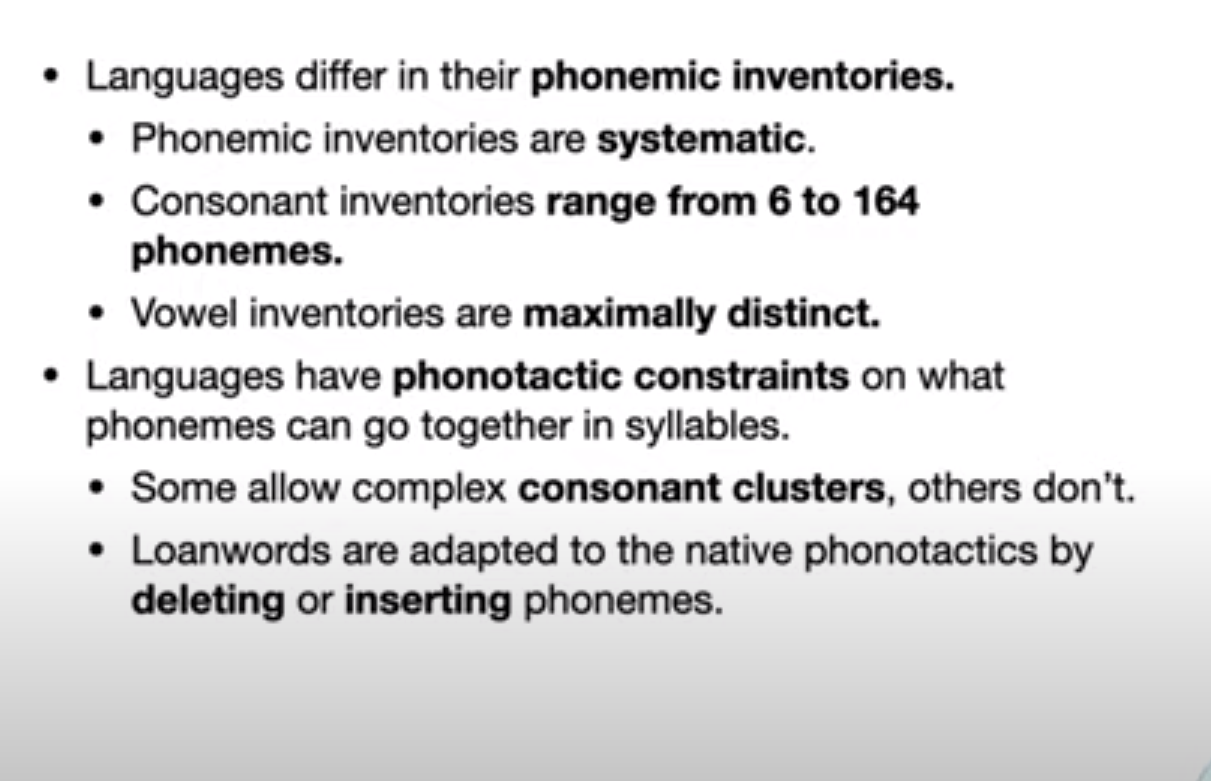 • Languages differ in their phonemic inventories.
• Phonemic inventories are systematic.
• Consonant inventories range from 6 to 164
phonemes.
• Vowel inventories are maximally distinct.
• Languages have phonotactic constraints on what
phonemes can go together in syllables.
• Some allow complex consonant clusters, others don't.
• Loanwords are adapted to the native phonotactics by
deleting or inserting phonemes.